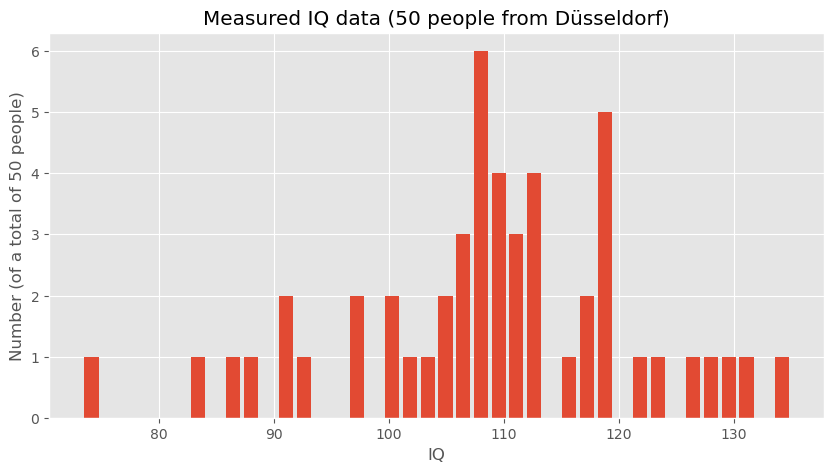 Measured IQ data (50 people from Düsseldorf)
Number (of a total of 50 people)
6
5
4
3
2
1
0
80 90 100 110 120 130
IQ